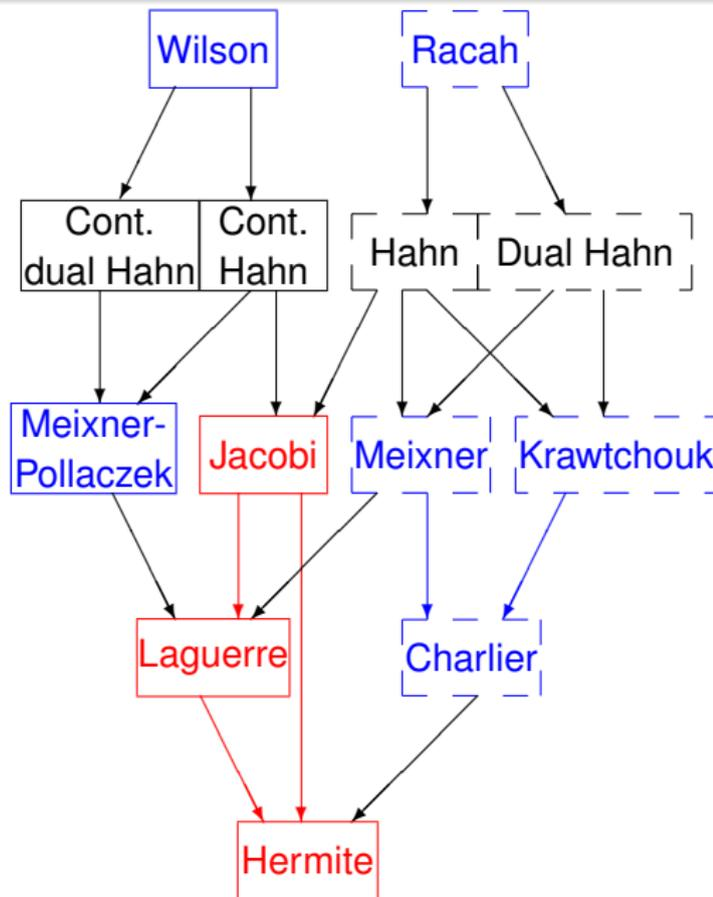 Wilson
Racah
Cont.
dual Hahn
Cont.
Hahn
Hahn
Dual Hahn
Meixner-
Pollaczek
Jacobi
Meixner
Krawtchouk
Laguerre
Charlier
Hermite